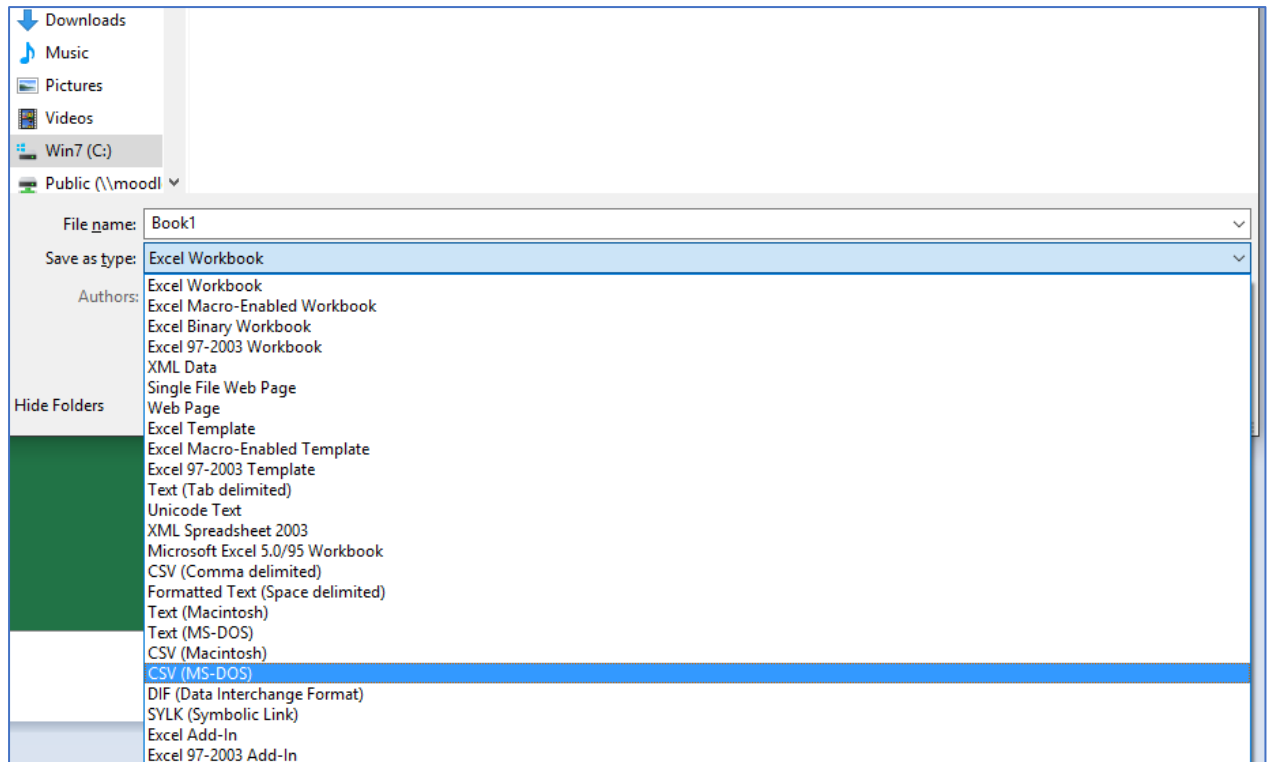 Downloads
Music
Pictures
Videos
Win7 (C:)
Public (\\moodl
File name: Book1
Save as type: Excel Workbook
Authors:
Excel Workbook
Excel Macro-Enabled Workbook
Excel Binary Workbook
Excel 97-2003 Workbook
XML Data
Single File Web Page
Hide Folders
Web Page
Excel Template
Excel Macro-Enabled Template
Excel 97-2003 Template
Text (Tab delimited)
Unicode Text
XML Spreadsheet 2003
Microsoft Excel 5.0/95 Workbook
CSV (Comma delimited)
Formatted Text (Space delimited)
Text (Macintosh)
Text (MS-DOS)
CSV (Macintosh)
CSV (MS-DOS)
DIF (Data Interchange Format)
SYLK (Symbolic Link)
Excel Add-In
Excel 97-2003 Add-In